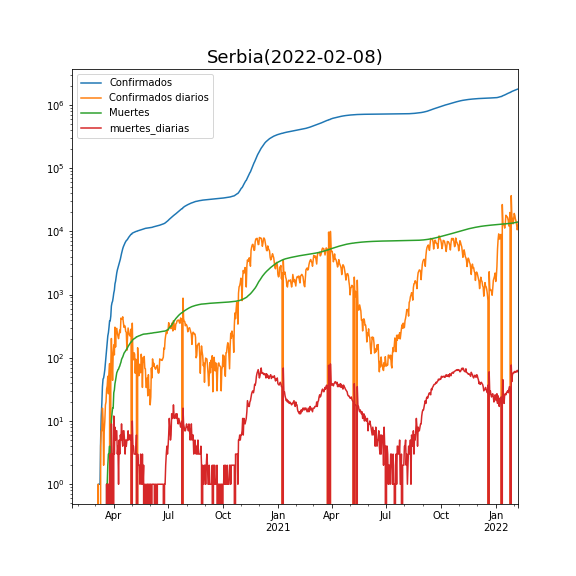 Serbia(2022-02-08)
Confirmados
Confirmados diarios
Muertes
muertes_diarias
10⁶
10⁵
10⁴
10³
10²
10¹
10⁰
Apr Jul Oct Jan Apr Jul Oct Jan
2021 2022